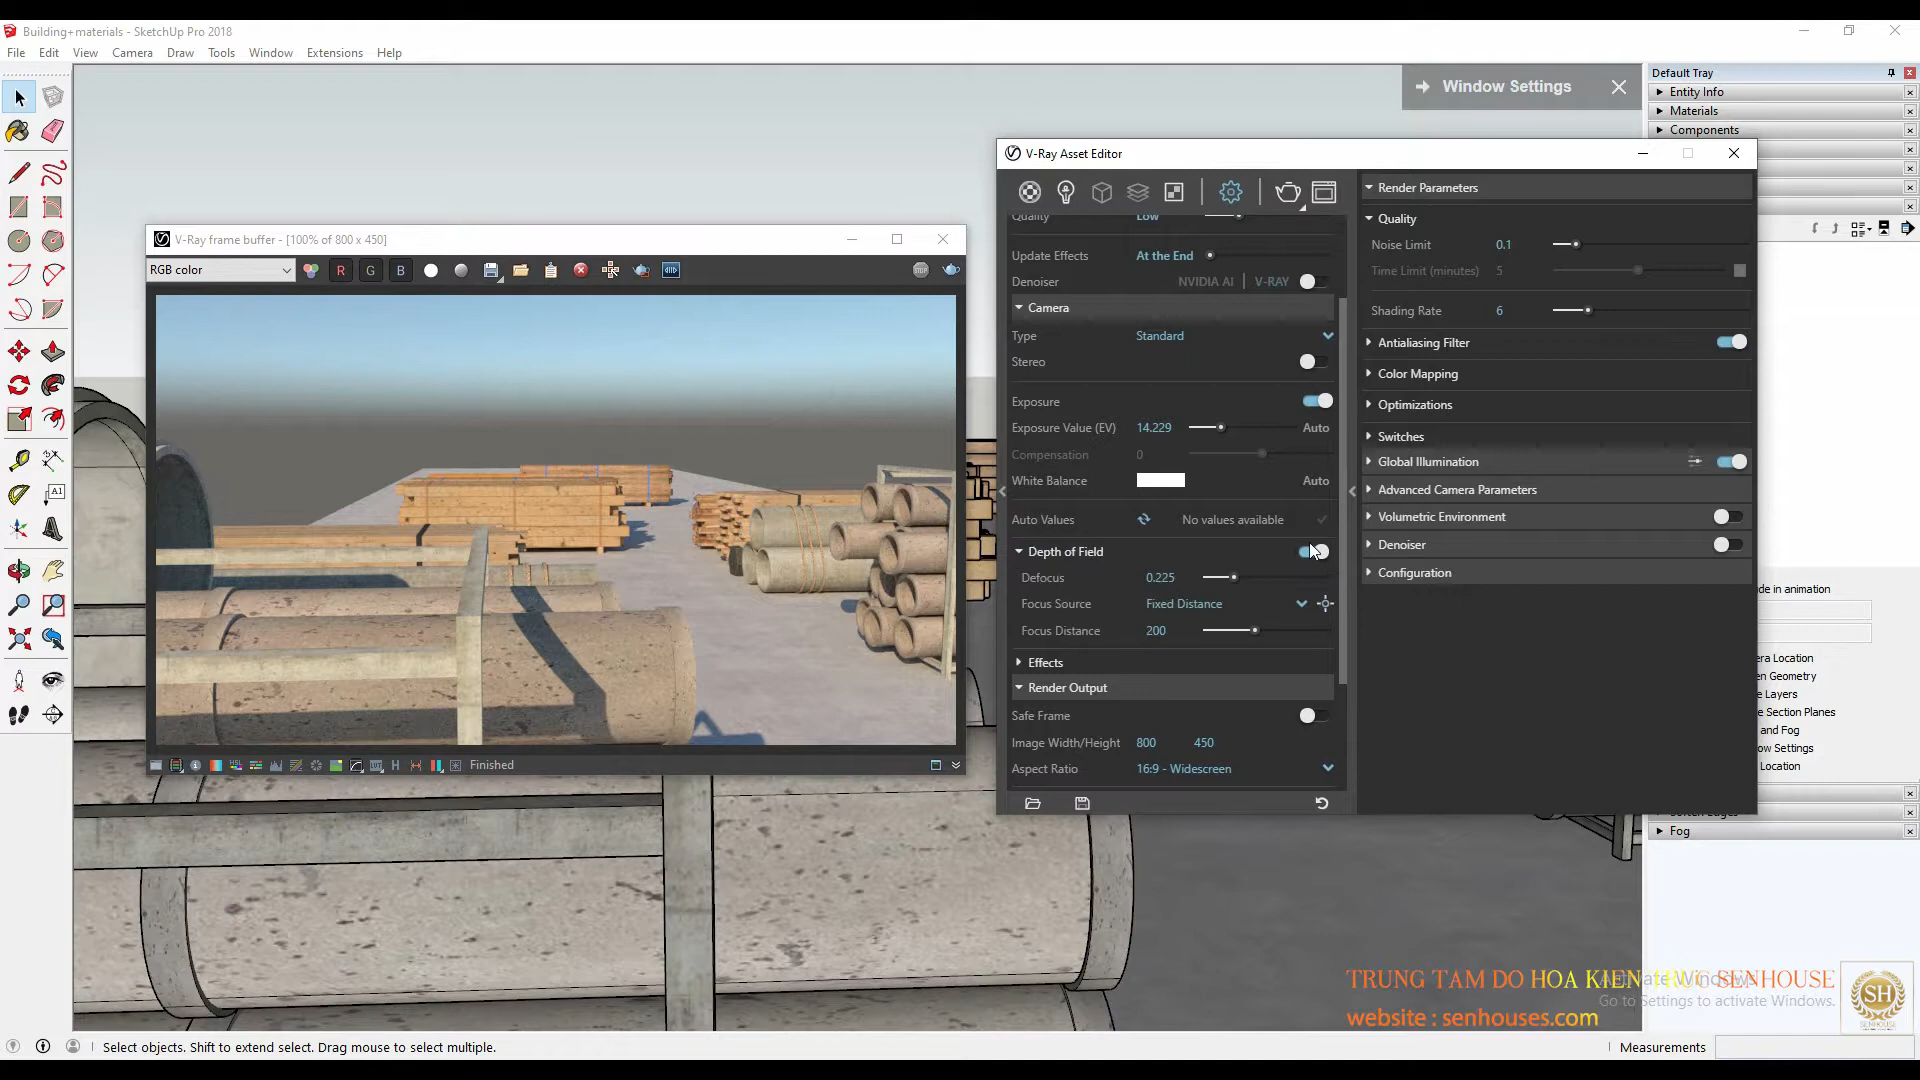 Building+materials - SketchUp Pro 2018
File Edit View Camera Draw Tools Window Extensions Help
Window Settings
Default Tray
Entity Info
Materials
Components
V-Ray Asset Editor
Quality Low
Update Effects At the End
Denoiser NVIDIA AI | V-RAY
Camera
Type Standard
Stereo
Exposure
Exposure Value (EV) 14.229 Auto
Compensation 0
White Balance Auto
Auto Values No values available
Depth of Field
Defocus 0.225
Focus Source Fixed Distance
Focus Distance 200
Effects
Render Output
Safe Frame
Image Width/Height 800 450
Aspect Ratio 16:9 - Widescreen
Render Parameters
Quality
Noise Limit 0.1
Time Limit (minutes) 5
Shading Rate 6
Antialiasing Filter
Color Mapping
Optimizations
Switches
Global Illumination
Advanced Camera Parameters
Volumetric Environment
Denoiser
Configuration
V-Ray frame buffer - [100% of 800 x 450]
RGB color R G B
STOP
Finished
A1
de in animation
era Location
en Geometry
e Layers
e Section Planes
and Fog
ow Settings
Location
Fog
TRUNG TAM DO HOA KIEN TRUC SENHOUSE
website : senhouses.com
Go to Settings to activate Windows.
SH
SENHOUSE
Select objects. Shift to extend select. Drag mouse to select multiple.
Measurements